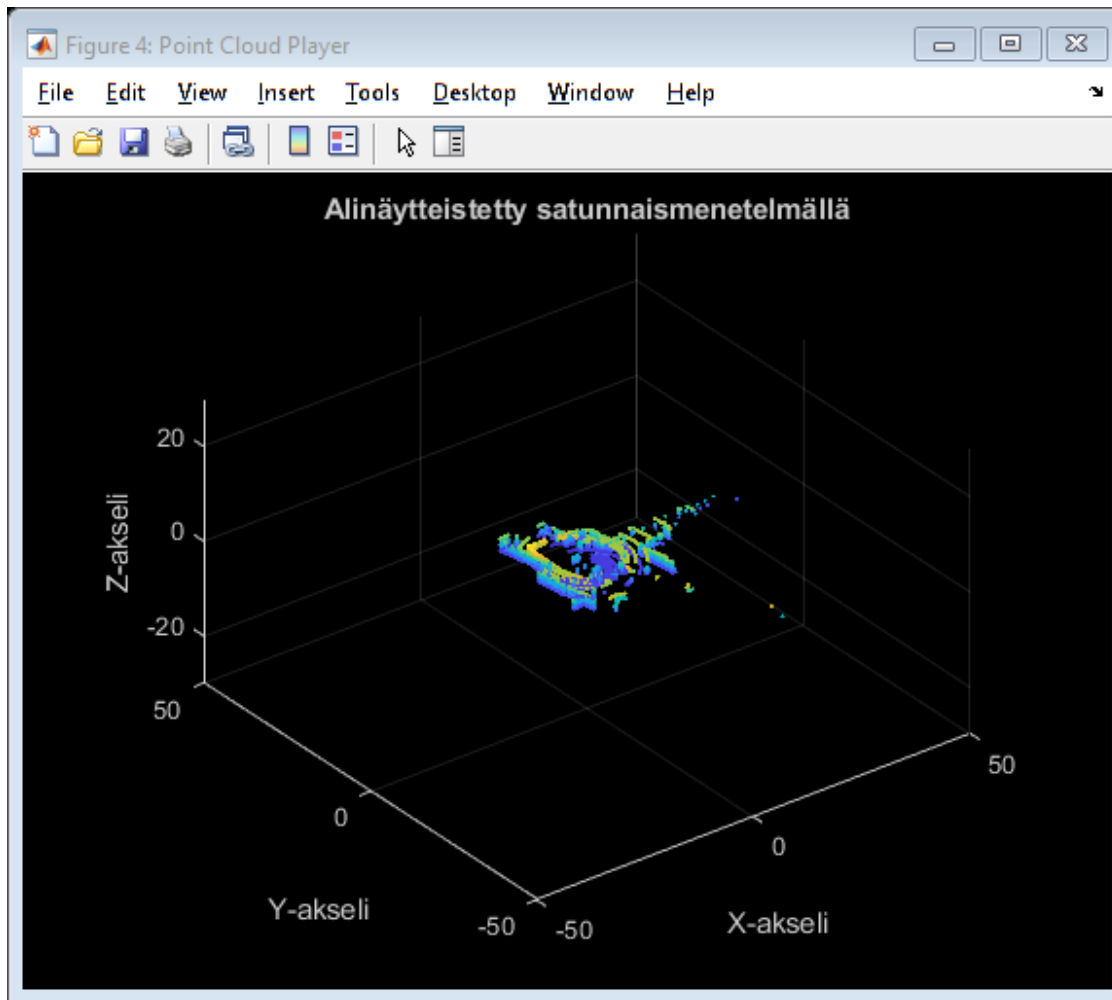 Figure 4: Point Cloud Player
File Edit View Insert Tools Desktop Window Help
Alinäytteistetty satunnaismenetelmällä
20
0
-20
Z-akseli
50
0
-50
Y-akseli
-50
0
50
X-akseli